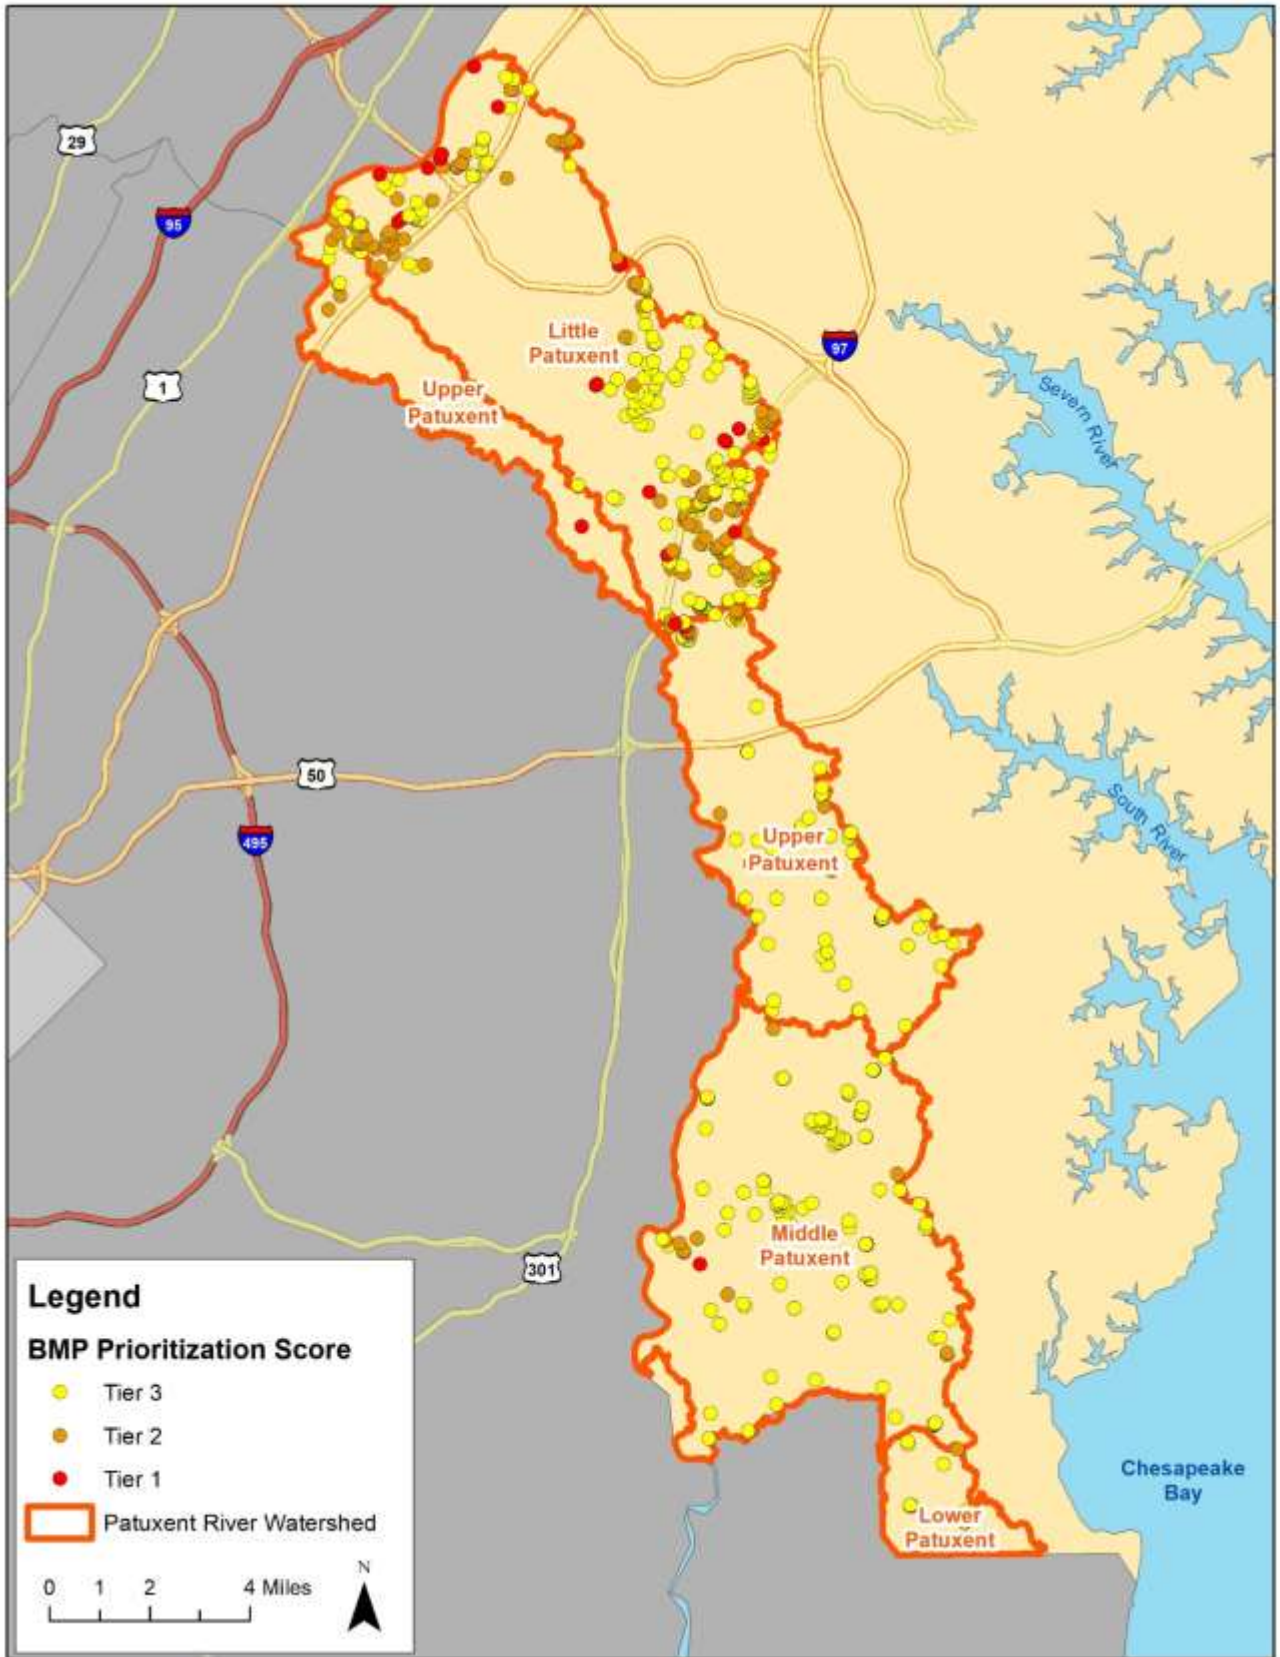 29
95
1
Little
Patuxent
97
Upper
Patuxent
Severn River
50
495
South River
Upper
Patuxent
Middle
Patuxent
301
Chesapeake
Bay
Lower
Patuxent
Legend
BMP Prioritization Score
Tier 3
Tier 2
Tier 1
Patuxent River Watershed
0 1 2 4 Miles
N